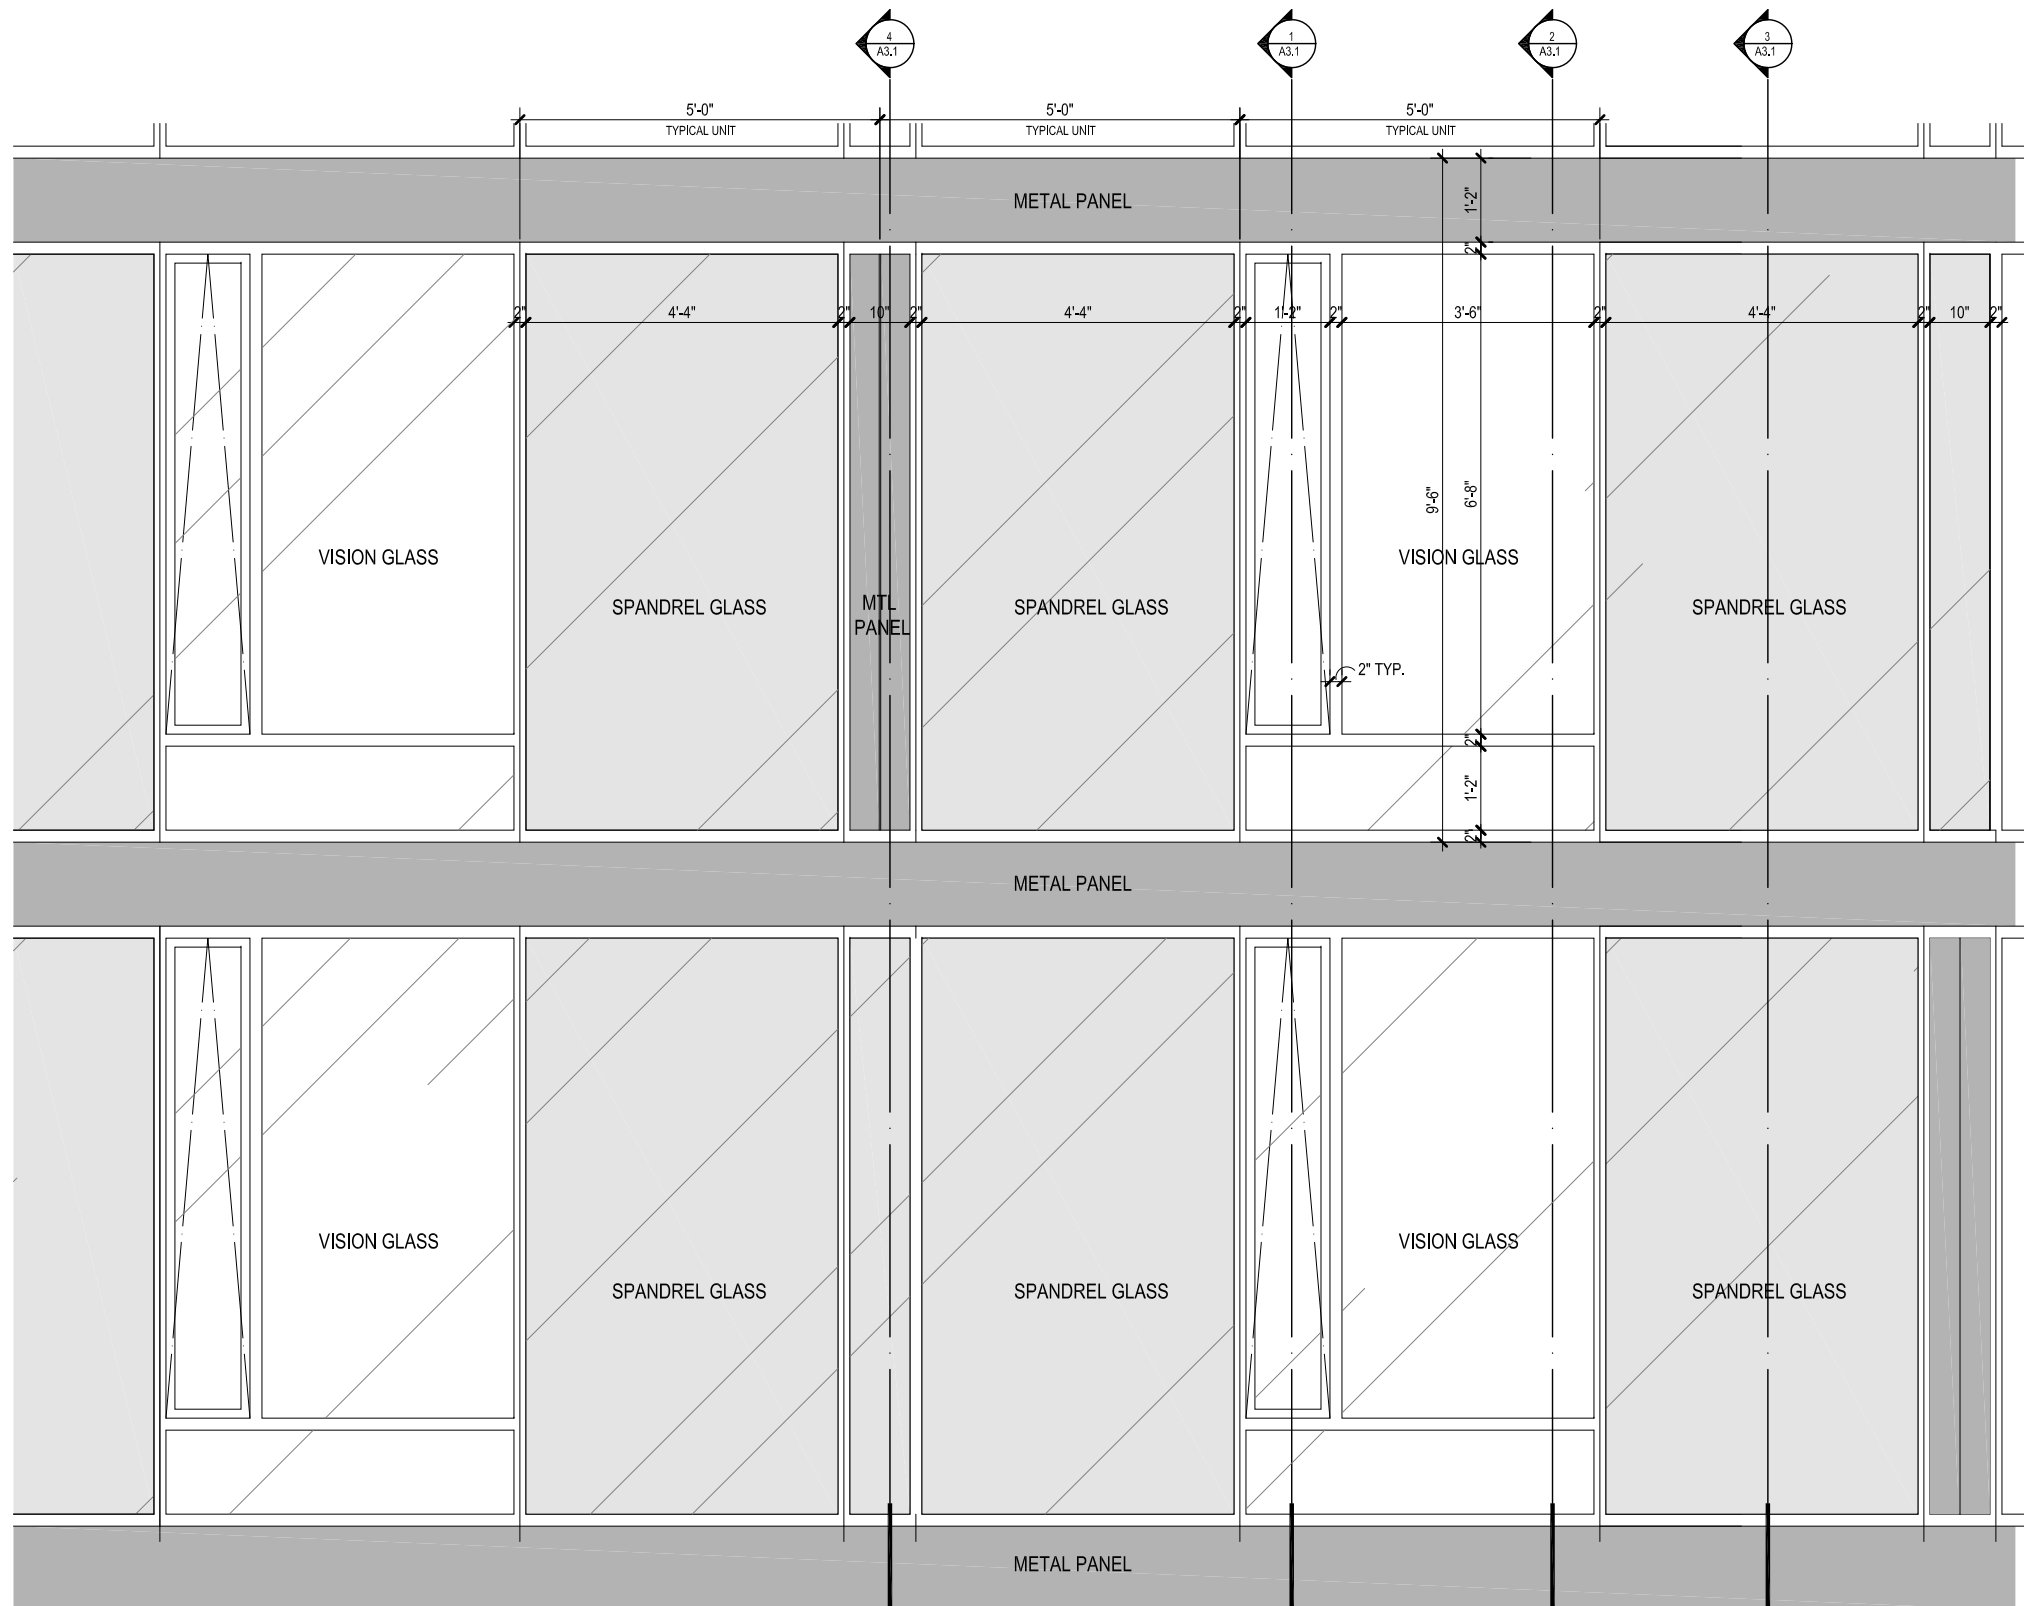 4
A3.1
1
A3.1
2
A3.1
3
A3.1
5'-0"
5'-0"
5'-0"
TYPICAL UNIT
TYPICAL UNIT
TYPICAL UNIT
METAL PANEL
1'-2"
2"
2"
4'-4"
2"
10"
2"
4'-4"
2"
1'-2"
2"
3'-6"
2"
4'-4"
2"
10"
2"
9'-6"
6'-8"
VISION GLASS
VISION GLASS
SPANDREL GLASS
MTL
PANEL
SPANDREL GLASS
SPANDREL GLASS
2" TYP.
2"
1'-2"
2"
METAL PANEL
VISION GLASS
VISION GLASS
SPANDREL GLASS
SPANDREL GLASS
SPANDREL GLASS
METAL PANEL